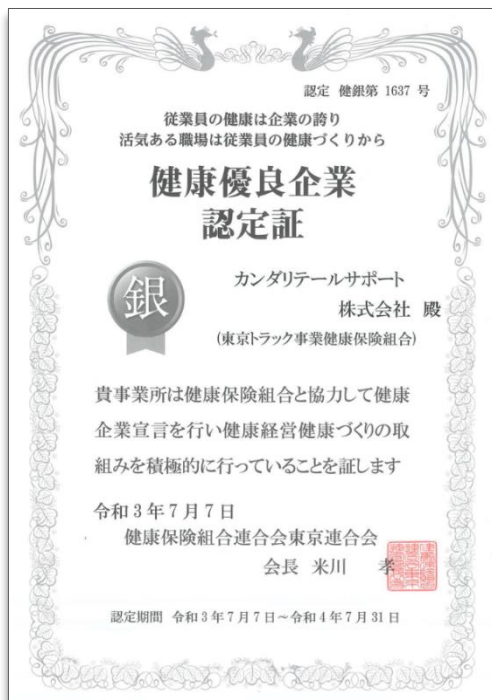 認定 健銀第 1637 号
従業員の健康は企業の誇り
活気ある職場は従業員の健康づくりから
健康優良企業
認定証
銀
カンダリテールサポート
株式会社 殿
(東京トラック事業健康保険組合)
貴事業所は健康保険組合と協力して健康
企業宣言を行い健康経営健康づくりの取
組みを積極的に行っていることを証します
令和3年7月7日
健康保険組合連合会東京連合会
会長 米川 孝
認定期間 令和3年7月7日~令和4年7月31日